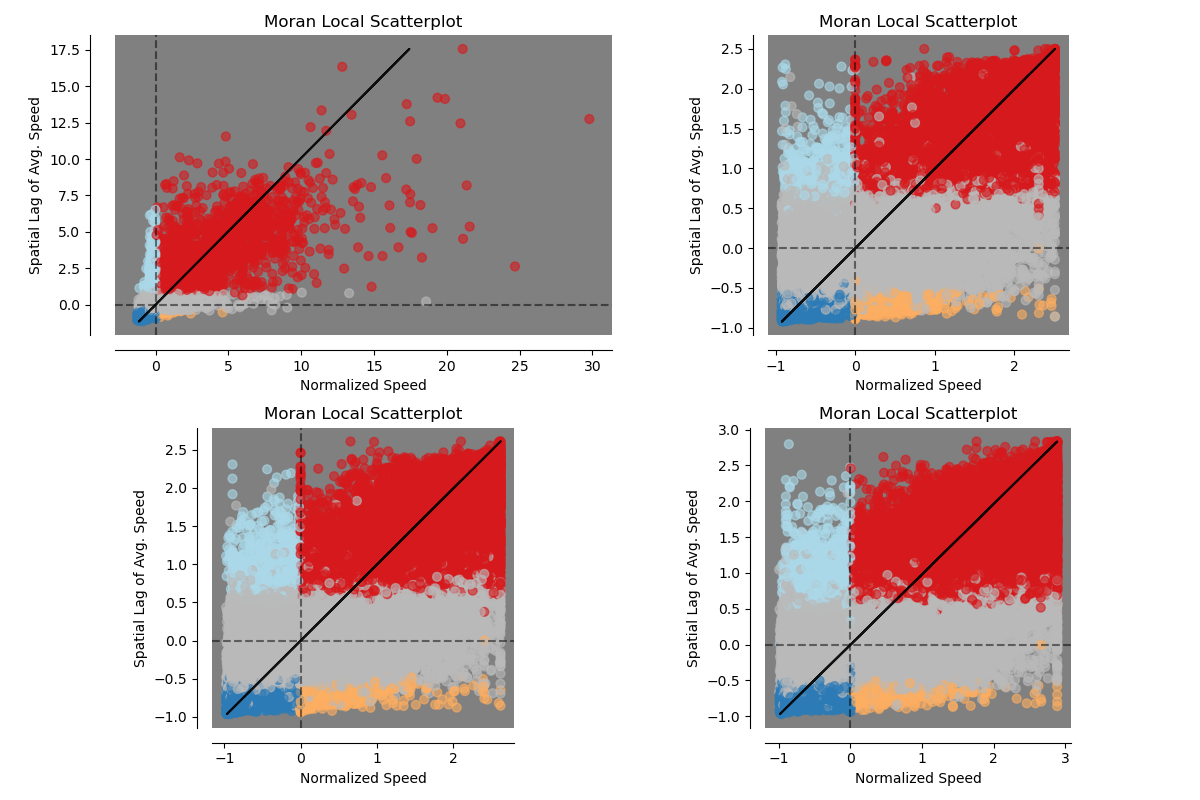 Moran Local Scatterplot
17.5
15.0
12.5
10.0
7.5
5.0
2.5
0.0
Spatial Lag of Avg. Speed
0 5 10 15 20 25 30
Normalized Speed
Moran Local Scatterplot
2.5
2.0
1.5
1.0
0.5
0.0
−0.5
−1.0
Spatial Lag of Avg. Speed
−1 0 1 2
Normalized Speed
Moran Local Scatterplot
2.5
2.0
1.5
1.0
0.5
0.0
−0.5
−1.0
Spatial Lag of Avg. Speed
−1 0 1 2
Normalized Speed
Moran Local Scatterplot
3.0
2.5
2.0
1.5
1.0
0.5
0.0
−0.5
−1.0
Spatial Lag of Avg. Speed
−1 0 1 2 3
Normalized Speed